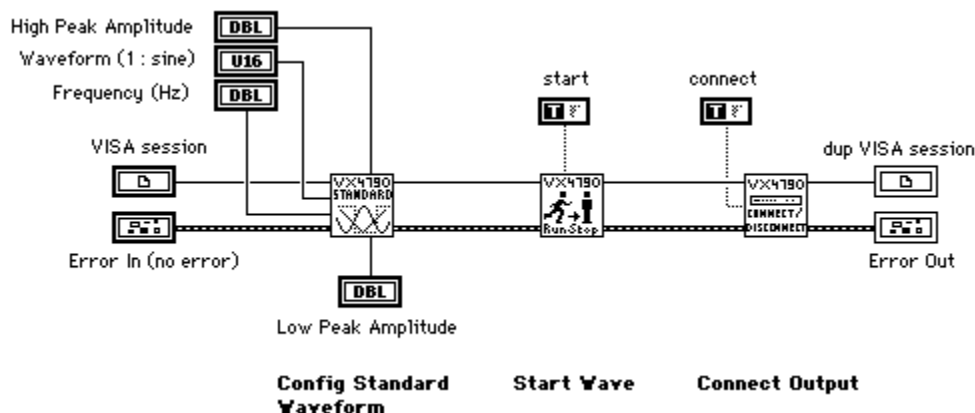 High Peak Amplitude
DBL
Waveform (1 : sine)
U16
Frequency (Hz)
DBL
start
connect
T F
T F
VISA session
dup VISA session
VX4790
STANDARD
VX4790
Run-Stop
VX4790
CONNECT/
DISCONNECT
Error In (no error)
Error Out
DBL
Low Peak Amplitude
Config Standard
Waveform
Start Wave
Connect Output